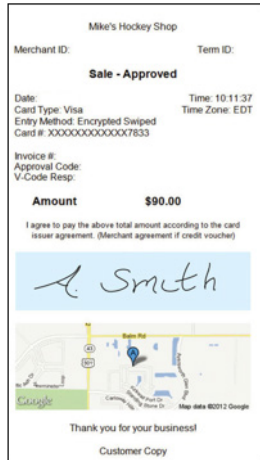 Mike's Hockey Shop
Merchant ID: Term ID:
Sale - Approved
Date: Time: 10:11:37
Card Type: Visa Time Zone: EDT
Entry Method: Encrypted Swiped
Card #: XXXXXXXXXXXX7833
Invoice #:
Approval Code:
V-Code Resp:
Amount $90.00
I agree to pay the above total amount according to the card
issuer agreement. (Merchant agreement if credit voucher)
A. Smith
Balm Rd
43
A
Google
Map data ©2012 Google
Thank you for your business!
Customer Copy